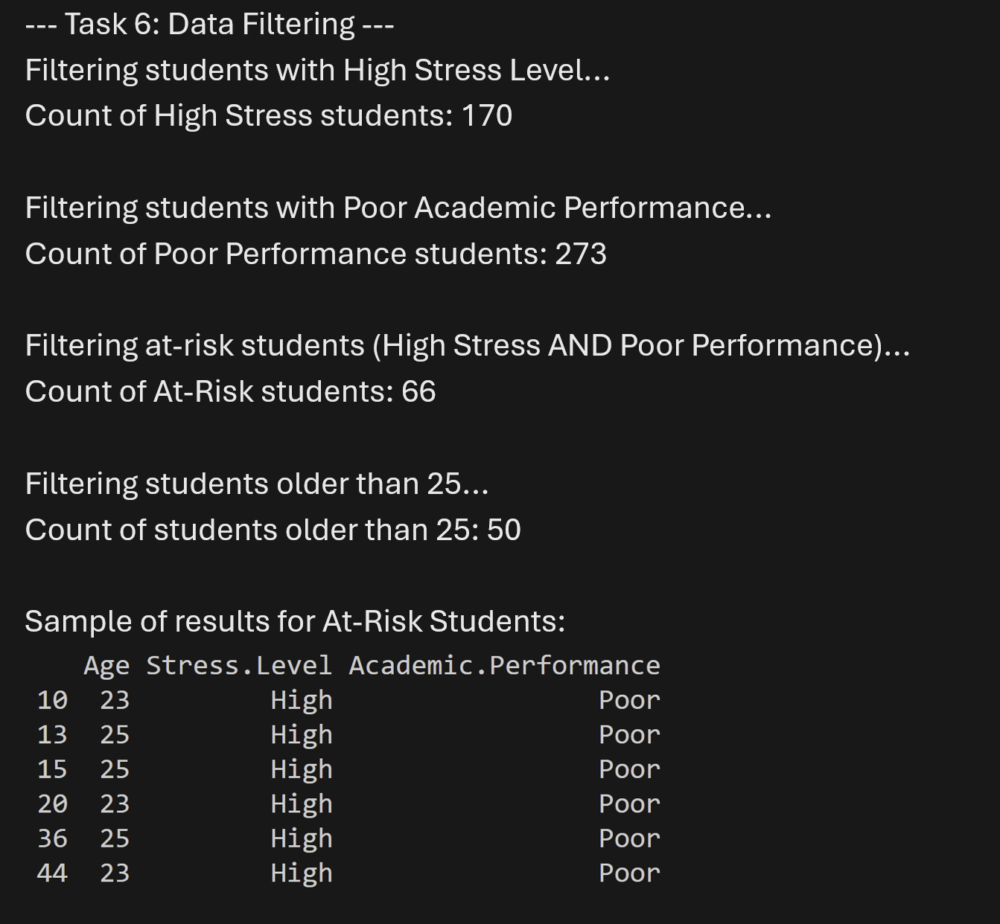 --- Task 6: Data Filtering ---
Filtering students with High Stress Level...
Count of High Stress students: 170
Filtering students with Poor Academic Performance...
Count of Poor Performance students: 273
Filtering at-risk students (High Stress AND Poor Performance)...
Count of At-Risk students: 66
Filtering students older than 25...
Count of students older than 25: 50
Sample of results for At-Risk Students:
Age Stress.Level Academic.Performance
10 23 High Poor
13 25 High Poor
15 25 High Poor
20 23 High Poor
36 25 High Poor
44 23 High Poor